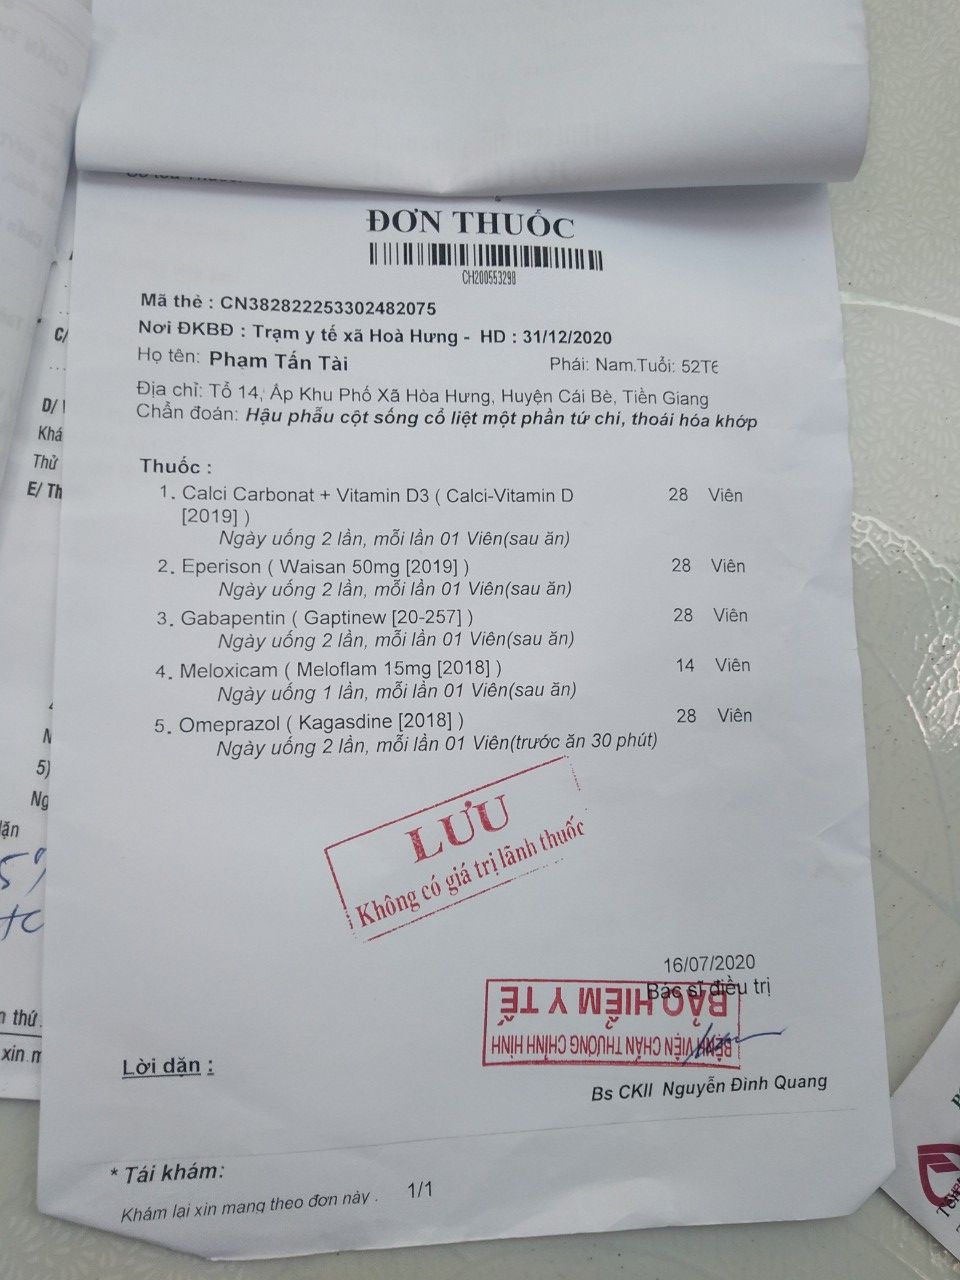 ĐƠN THUỐC
CH200553298
Mã thẻ : CN3828222253302482075
Nơi ĐKBĐ : Trạm y tế xã Hoà Hưng - HD : 31/12/2020
Họ tên: Phạm Tấn Tài Phái: Nam.Tuổi: 52T6
Địa chỉ: Tổ 14, Ấp Khu Phố Xã Hòa Hưng, Huyện Cái Bè, Tiền Giang
Chẩn đoán: Hậu phẫu cột sống cổ liệt một phần tứ chi, thoái hóa khớp
Thuốc :
1. Calci Carbonat + Vitamin D3 ( Calci-Vitamin D 28 Viên
[2019] )
Ngày uống 2 lần, mỗi lần 01 Viên(sau ăn)
2. Eperison ( Waisan 50mg [2019] ) 28 Viên
Ngày uống 2 lần, mỗi lần 01 Viên(sau ăn)
3. Gabapentin ( Gaptinew [20-257] ) 28 Viên
Ngày uống 2 lần, mỗi lần 01 Viên(sau ăn)
4. Meloxicam ( Meloflam 15mg [2018] ) 14 Viên
Ngày uống 1 lần, mỗi lần 01 Viên(sau ăn)
5. Omeprazol ( Kagasdine [2018] ) 28 Viên
Ngày uống 2 lần, mỗi lần 01 Viên(trước ăn 30 phút)
LƯU
Không có giá trị lãnh thuốc
16/07/2020
Bác sĩ điều trị
BẢO HIỂM Y TẾ
BỆNH VIỆN CHẤN THƯƠNG CHỈNH HÌNH
Lời dặn :
Bs CKII Nguyễn Đình Quang
* Tái khám:
Khám lại xin mang theo đơn này . 1/1
C/
D/
Khá
Thử
E/ Th
5)
Ng
xin m